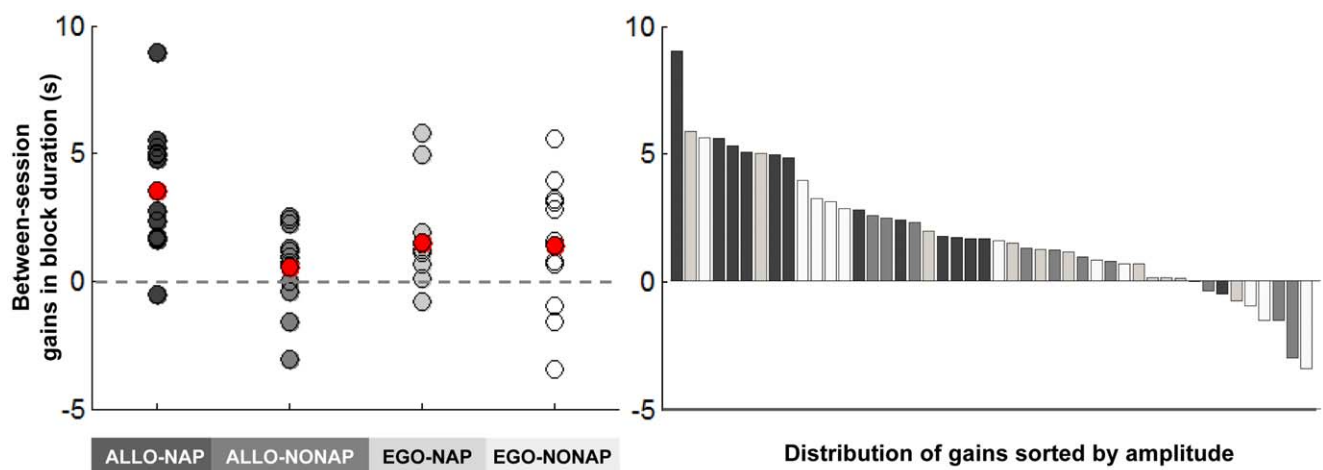 10
5
0
-5
Between-session
gains in block duration (s)
ALLO-NAP ALLO-NONAP EGO-NAP EGO-NONAP
10
5
0
-5
Distribution of gains sorted by amplitude